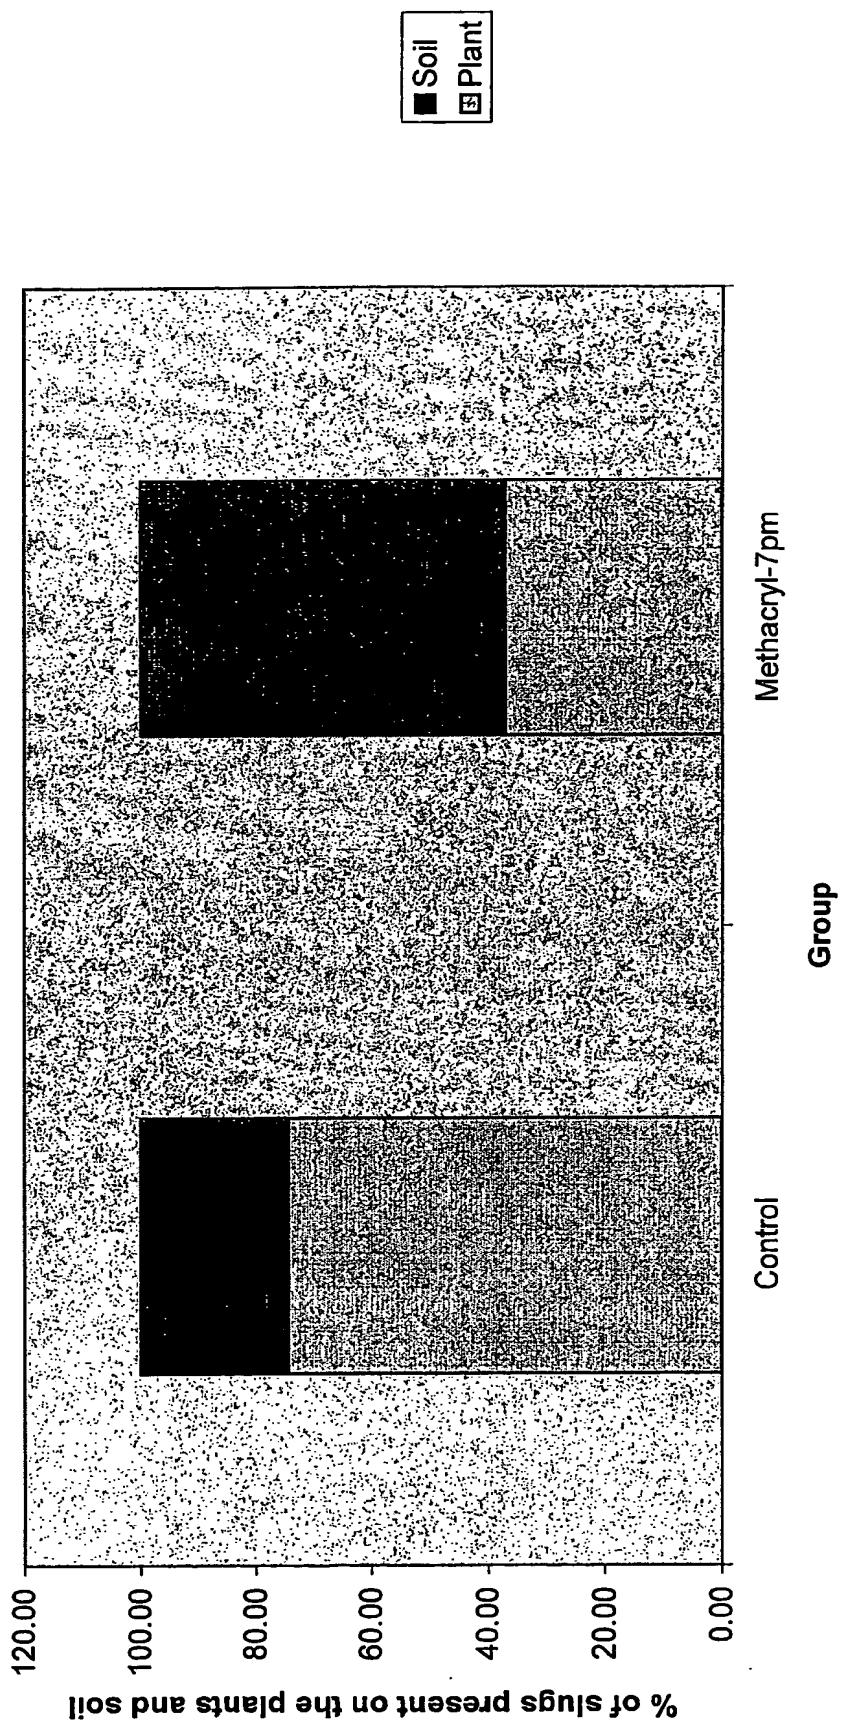 % of slugs present on the plants and soil
120.00
100.00
80.00
60.00
40.00
20.00
0.00
Control
Methacryl-7pm
Group
Soil
Plant